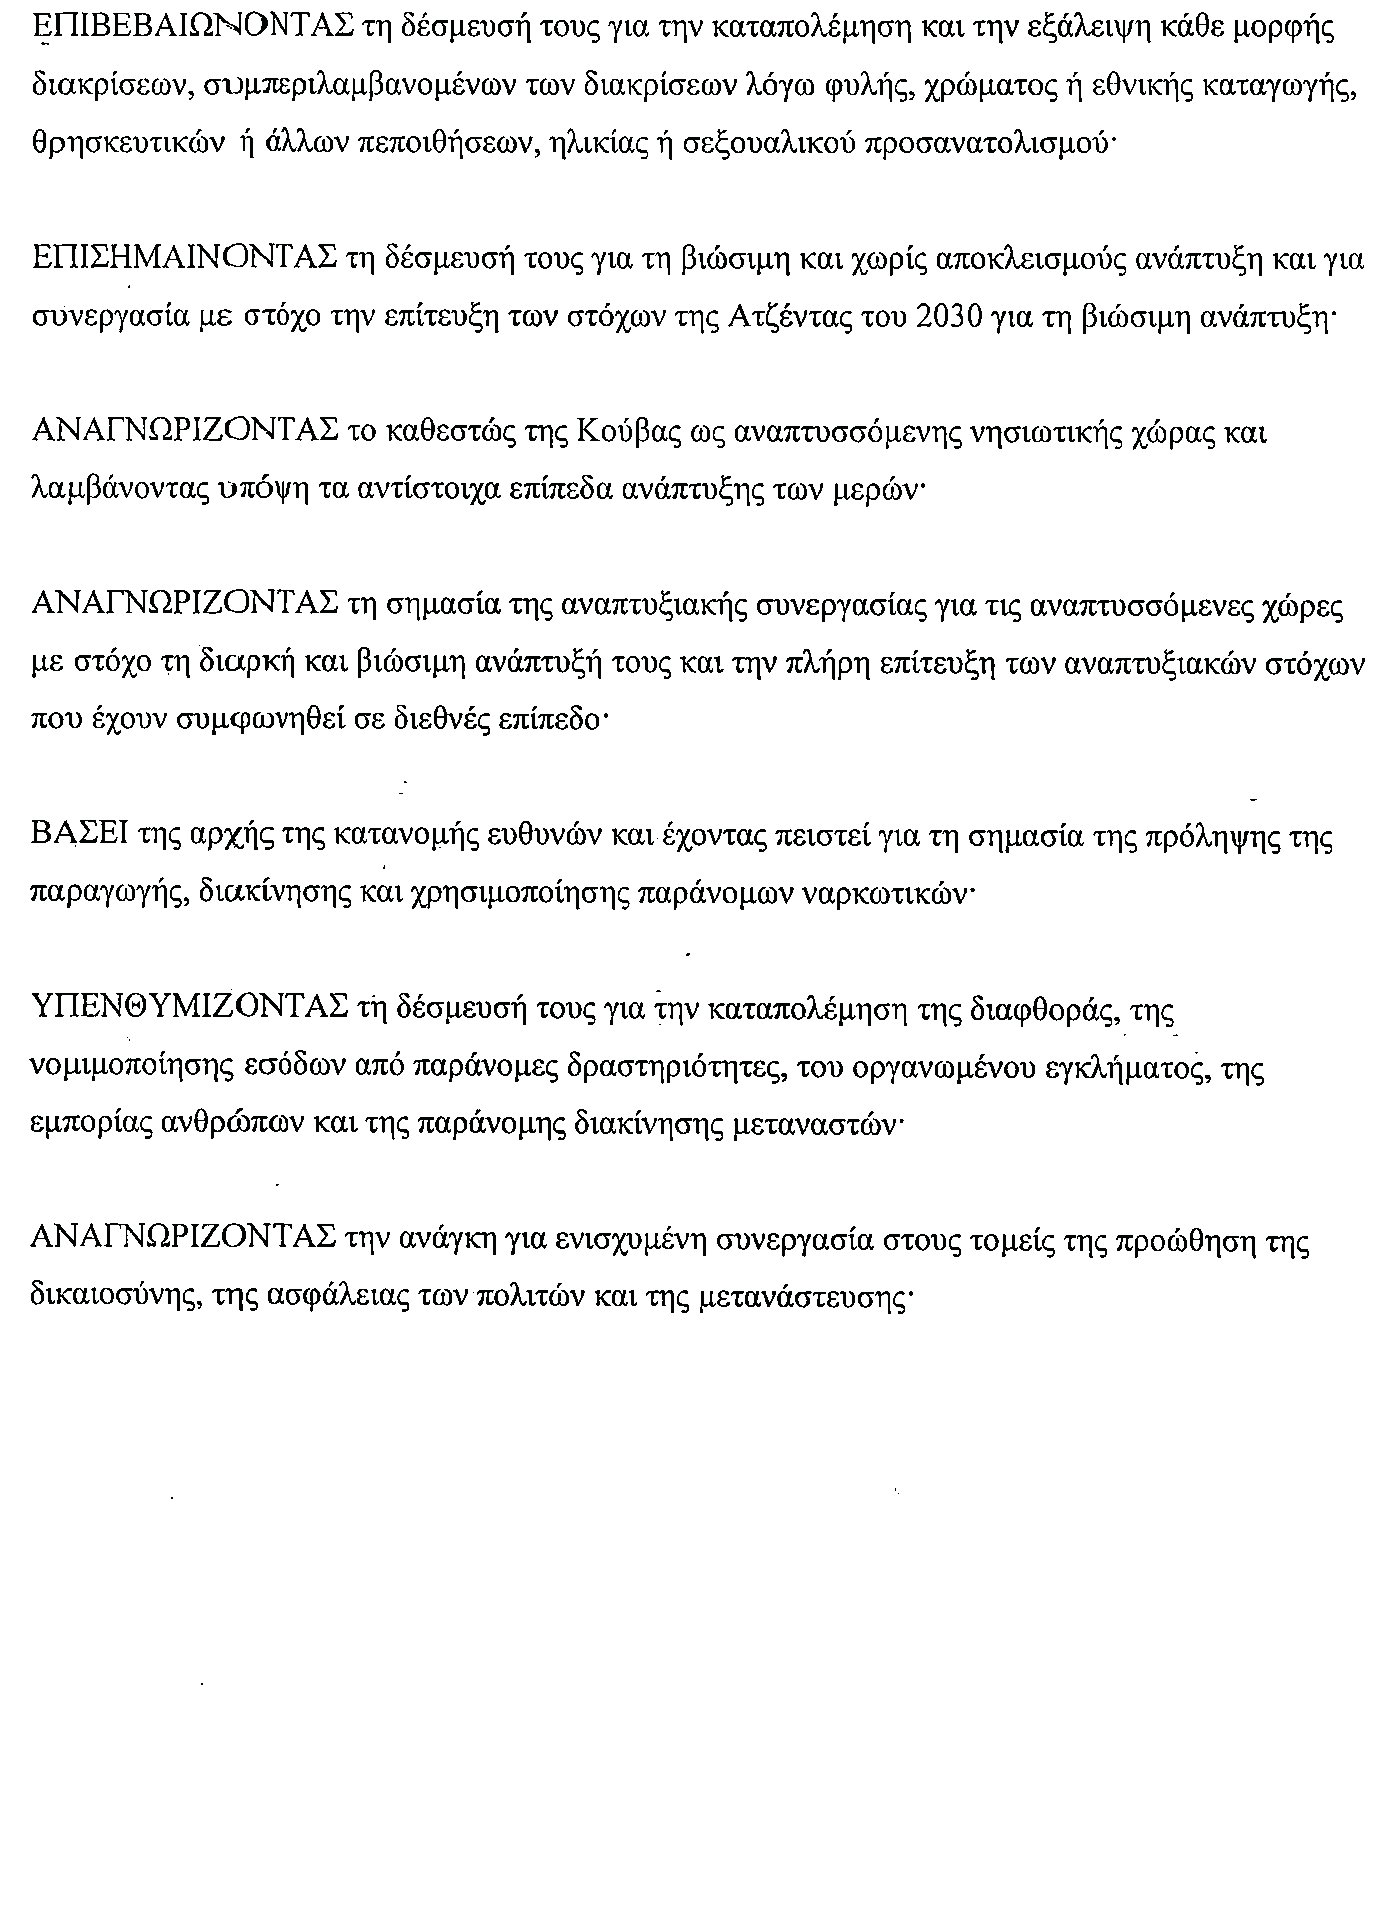 ΕΠΙΒΕΒΑΙΩΝΟΝΤΑΣ τη δέσμευσή τους για την καταπολέμηση και την εξάλειψη κάθε μορφής
διακρίσεων, συμπεριλαμβανομένων των διακρίσεων λόγω φυλής, χρώματος ή εθνικής καταγωγής,
θρησκευτικών ή άλλων πεποιθήσεων, ηλικίας ή σεξουαλικού προσανατολισμού·
ΕΠΙΣΗΜΑΙΝΟΝΤΑΣ τη δέσμευσή τους για τη βιώσιμη και χωρίς αποκλεισμούς ανάπτυξη και για
συνεργασία με στόχο την επίτευξη των στόχων της Ατζέντας του 2030 για τη βιώσιμη ανάπτυξη·
ΑΝΑΓΝΩΡΙΖΟΝΤΑΣ το καθεστώς της Κούβας ως αναπτυσσόμενης νησιωτικής χώρας και
λαμβάνοντας υπόψη τα αντίστοιχα επίπεδα ανάπτυξης των μερών·
ΑΝΑΓΝΩΡΙΖΟΝΤΑΣ τη σημασία της αναπτυξιακής συνεργασίας για τις αναπτυσσόμενες χώρες
με στόχο τη διαρκή και βιώσιμη ανάπτυξή τους και την πλήρη επίτευξη των αναπτυξιακών στόχων
που έχουν συμφωνηθεί σε διεθνές επίπεδο·
ΒΑΣΕΙ της αρχής της κατανομής ευθυνών και έχοντας πειστεί για τη σημασία της πρόληψης της
παραγωγής, διακίνησης και χρησιμοποίησης παράνομων ναρκωτικών·
ΥΠΕΝΘΥΜΙΖΟΝΤΑΣ τη δέσμευσή τους για την καταπολέμηση της διαφθοράς, της
νομιμοποίησης εσόδων από παράνομες δραστηριότητες, του οργανωμένου εγκλήματος, της
εμπορίας ανθρώπων και της παράνομης διακίνησης μεταναστών·
ΑΝΑΓΝΩΡΙΖΟΝΤΑΣ την ανάγκη για ενισχυμένη συνεργασία στους τομείς της προώθηση της
δικαιοσύνης, της ασφάλειας των πολιτών και της μετανάστευσης·